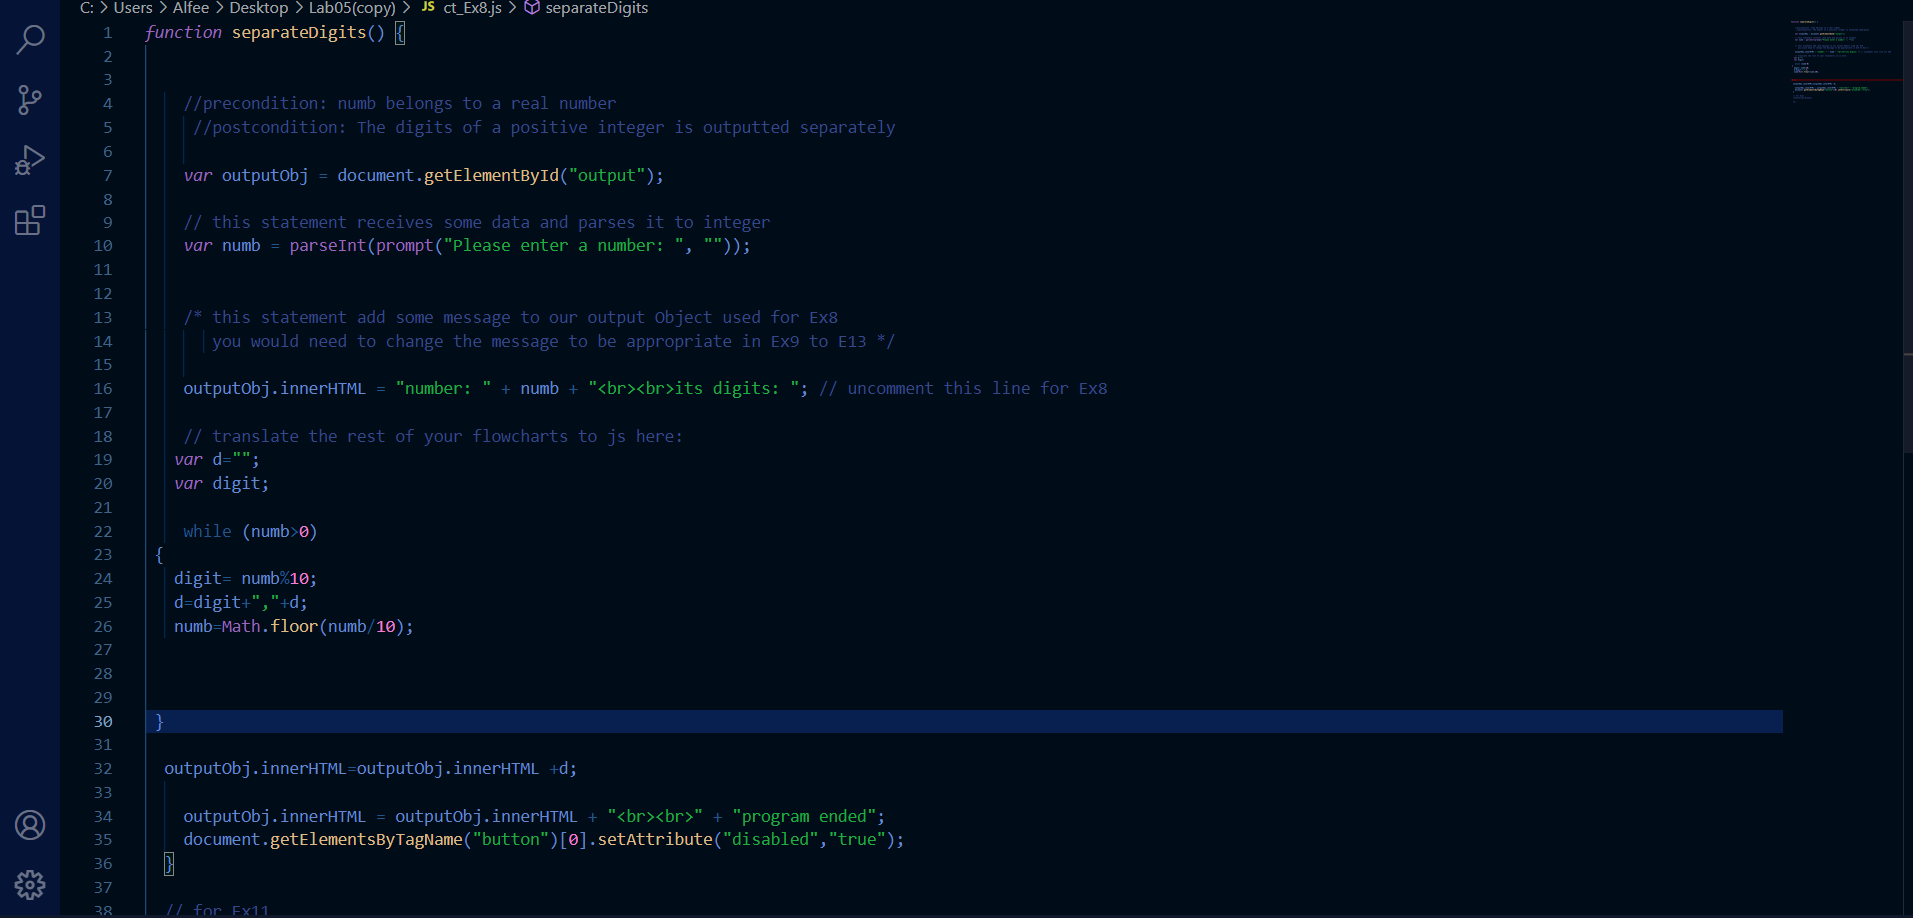 C: > Users > Alfee > Desktop > Lab05(copy) > JS ct_Ex8.js > separateDigits
1 function separateDigits() {
2
3
4 //precondition: numb belongs to a real number
5 //postcondition: The digits of a positive integer is outputted separately
6
7 var outputObj = document.getElementById("output");
8
9 // this statement receives some data and parses it to integer
10 var numb = parseInt(prompt("Please enter a number: ", ""));
11
12
13 /* this statement add some message to our output Object used for Ex8
14 you would need to change the message to be appropriate in Ex9 to E13 */
15
16 outputObj.innerHTML = "number: " + numb + "<br><br>its digits: "; // uncomment this line for Ex8
17
18 // translate the rest of your flowcharts to js here:
19 var d="";
20 var digit;
21
22 while (numb>0)
23 {
24 digit= numb%10;
25 d=digit+","+d;
26 numb=Math.floor(numb/10);
27
28
29
30 }
31
32 outputObj.innerHTML=outputObj.innerHTML +d;
33
34 outputObj.innerHTML = outputObj.innerHTML + "<br><br>" + "program ended";
35 document.getElementsByTagName("button")[0].setAttribute("disabled","true");
36 }
37
38 // for Ex11